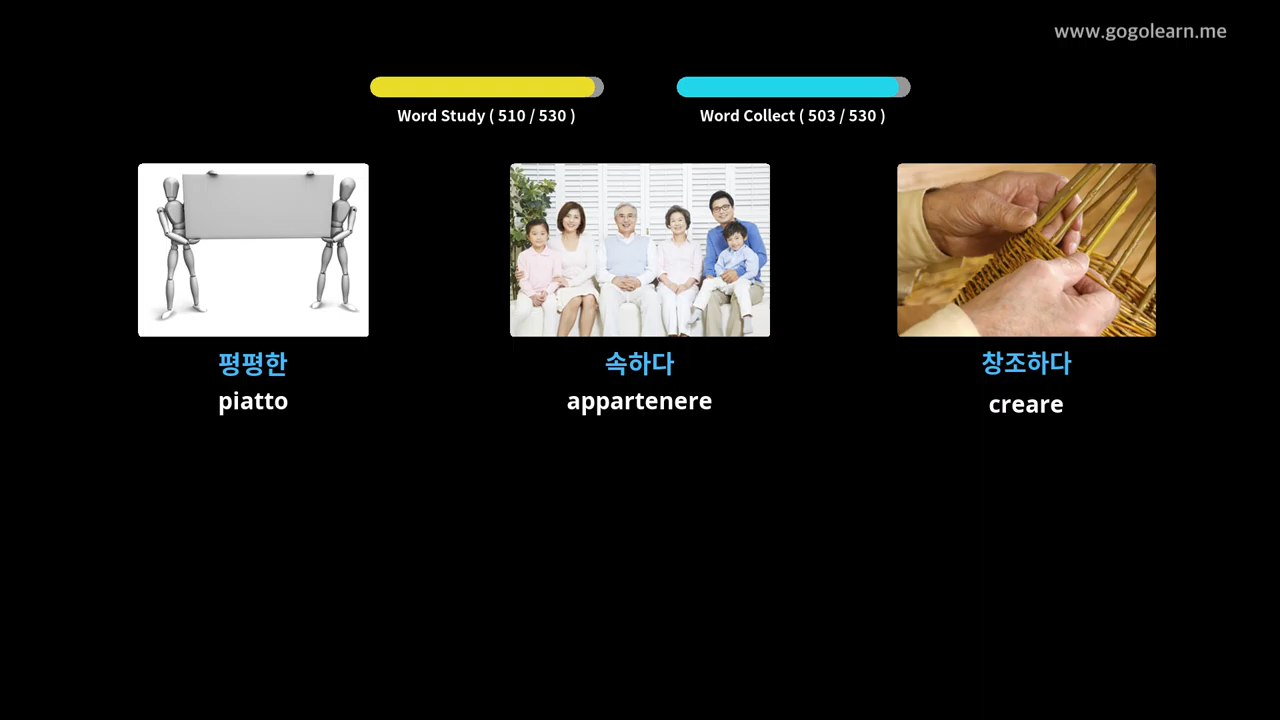 www.gogolearn.me
Word Study ( 510 / 530 )
Word Collect ( 503 / 530 )
평평한
piatto
속하다
appartenere
창조하다
creare